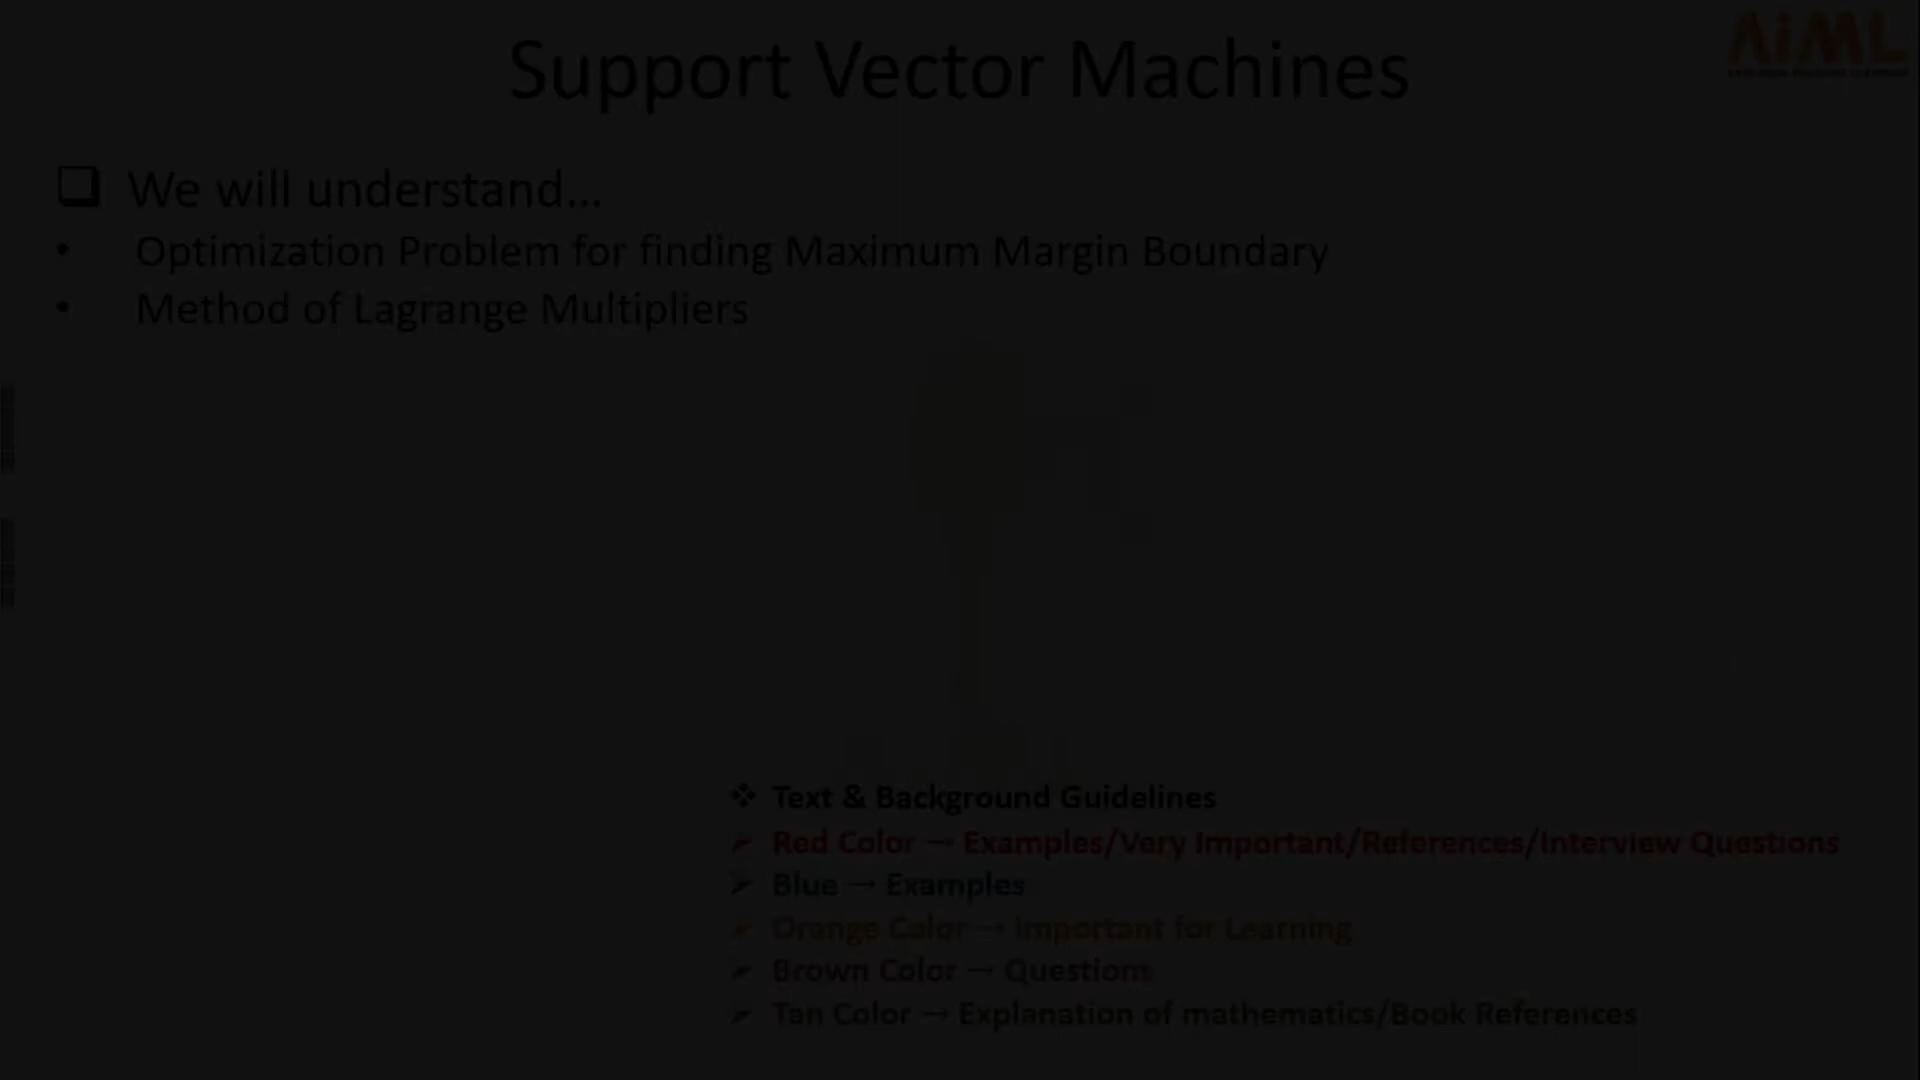 Support Vector Machines
AiML
❑ We will understand...
• Optimization Problem for finding Maximum Margin Boundary
• Method of Lagrange Multipliers
❖ Text & Background Guidelines
➢ Red Color → Examples/Very Important/References/Interview Questions
➢ Blue → Examples
➢ Orange Color → Important for Learning
➢ Brown Color → Questions
➢ Tan Color → Explanation of mathematics/Book References